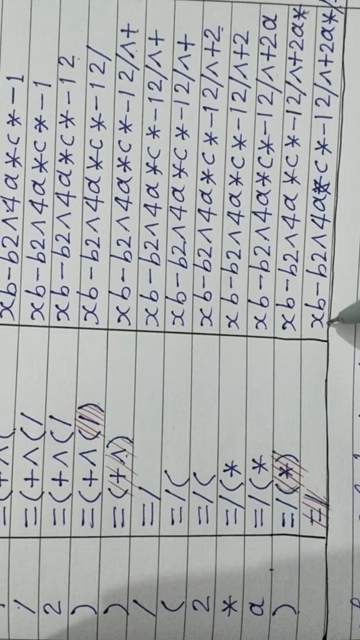 =(+∧( xb-b2∧4a*c*-1
/ =(+∧(/ xb-b2∧4a*c*-1
2 =(+∧(/ xb-b2∧4a*c*-12
) =(+∧(/) xb-b2∧4a*c*-12/
) =(+∧) xb-b2∧4a*c*-12/∧+
/ =/ xb-b2∧4a*c*-12/∧+
( =/( xb-b2∧4a*c*-12/∧+
2 =/( xb-b2∧4a*c*-12/∧+2
* =/(* xb-b2∧4a*c*-12/∧+2
a =/(* xb-b2∧4a*c*-12/∧+2a
) =/(*) xb-b2∧4a*c*-12/∧+2a*
=/ xb-b2∧4a*c*-12/∧+2a*/